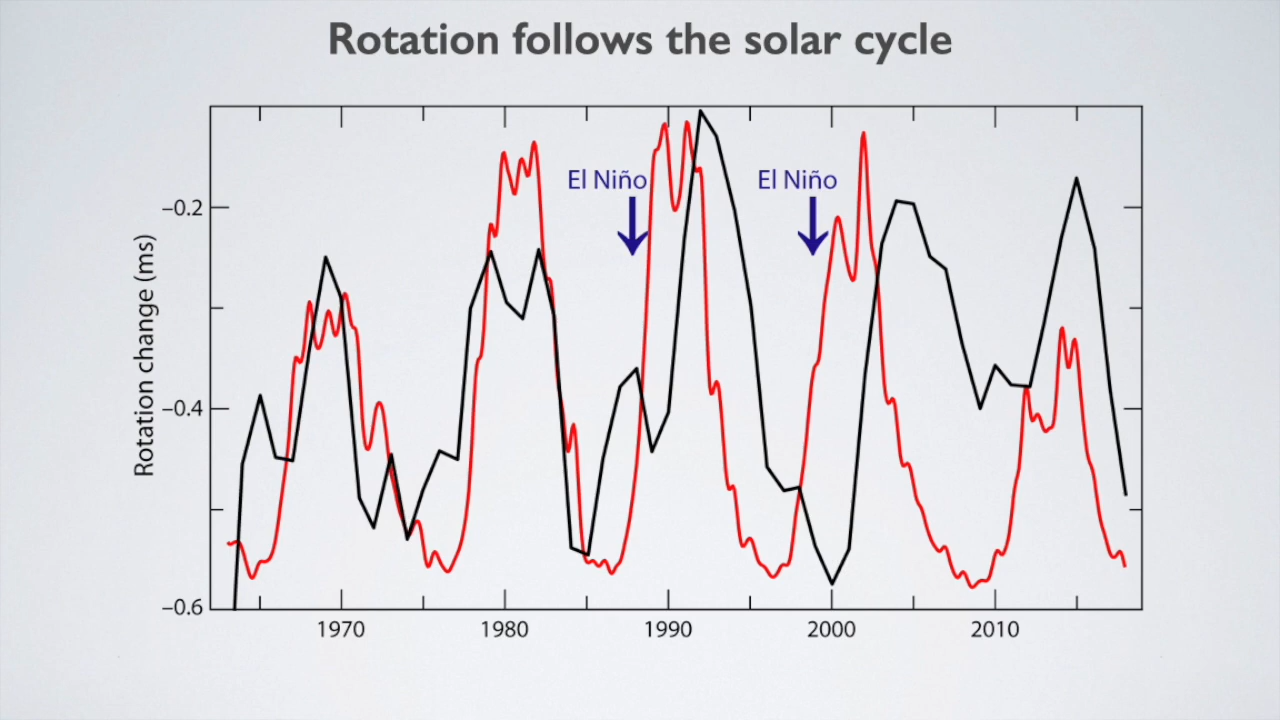 Rotation follows the solar cycle
El Niño El Niño
Rotation change (ms)
−0.2
−0.4
−0.6
1970 1980 1990 2000 2010